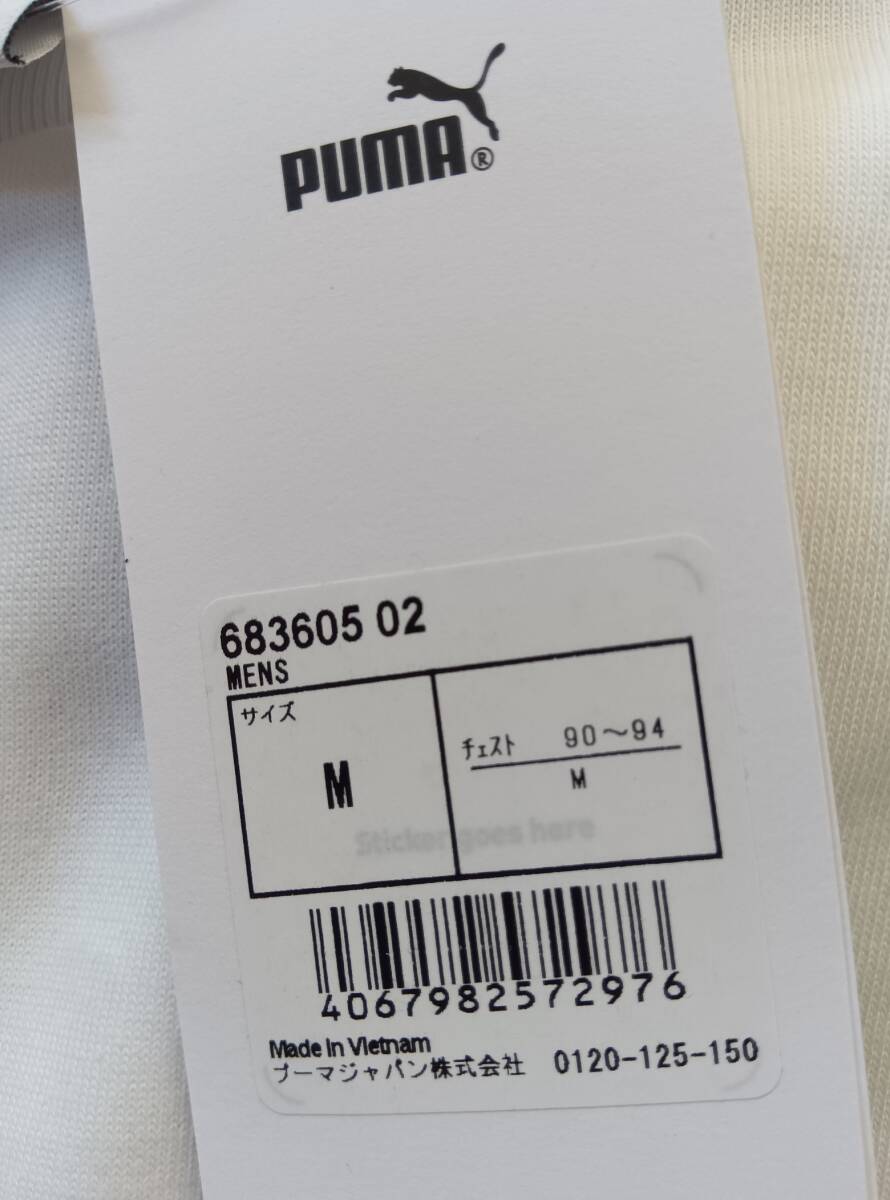 PUMA®
683605 02
MENS
サイズ
M
チェスト 90～94
M
Sticker goes here
4067982572976
Made in Vietnam
プーマジャパン株式会社 0120-125-150